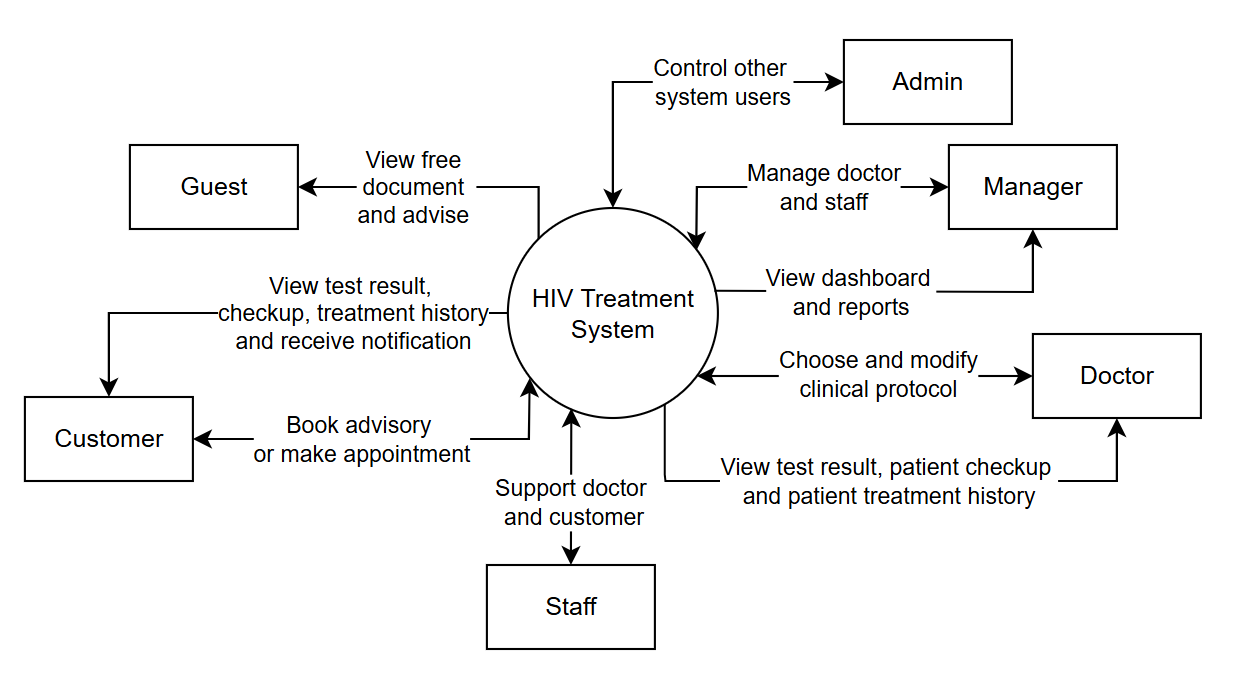 Control other
system users
Admin
Guest
View free
document
and advise
Manage doctor
and staff
Manager
View test result,
checkup, treatment history
and receive notification
HIV Treatment
System
View dashboard
and reports
Choose and modify
clinical protocol
Doctor
Customer
Book advisory
or make appointment
Support doctor
and customer
View test result, patient checkup
and patient treatment history
Staff